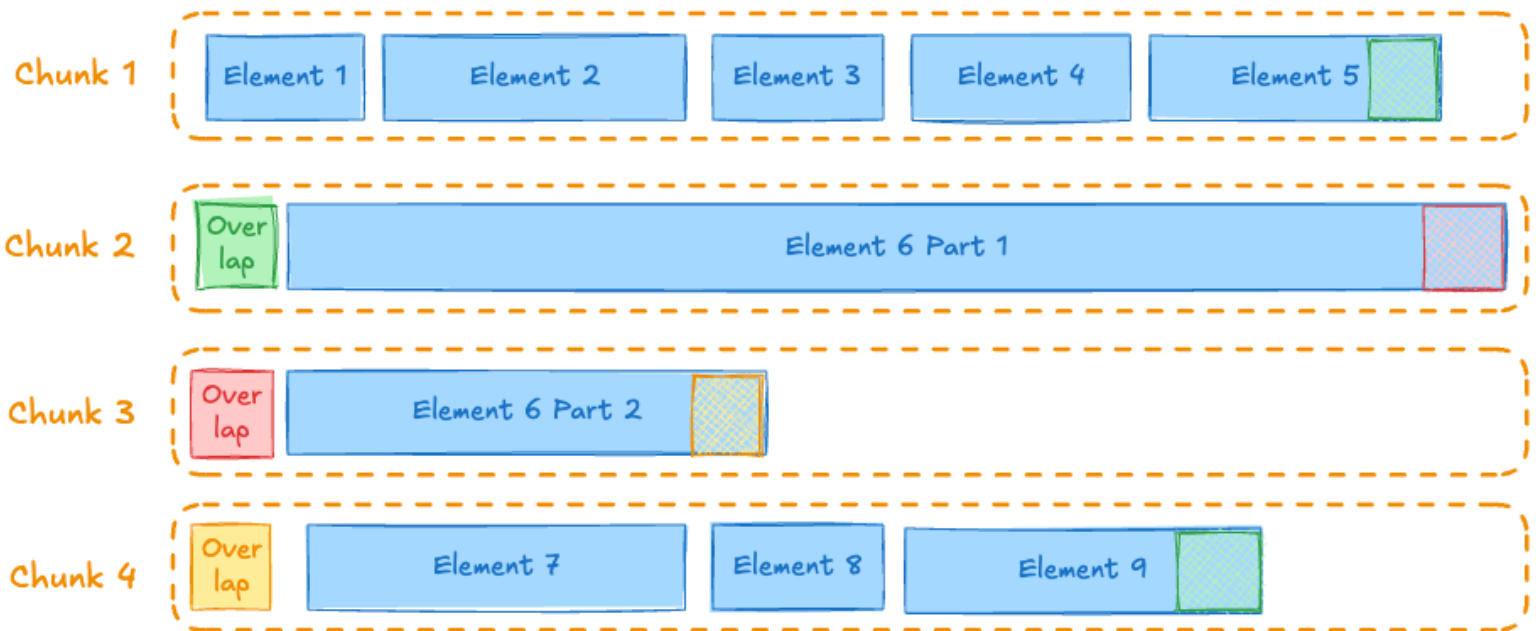 Chunk 1
Element 1
Element 2
Element 3
Element 4
Element 5
Chunk 2
Over
lap
Element 6 Part 1
Chunk 3
Over
lap
Element 6 Part 2
Chunk 4
Over
lap
Element 7
Element 8
Element 9